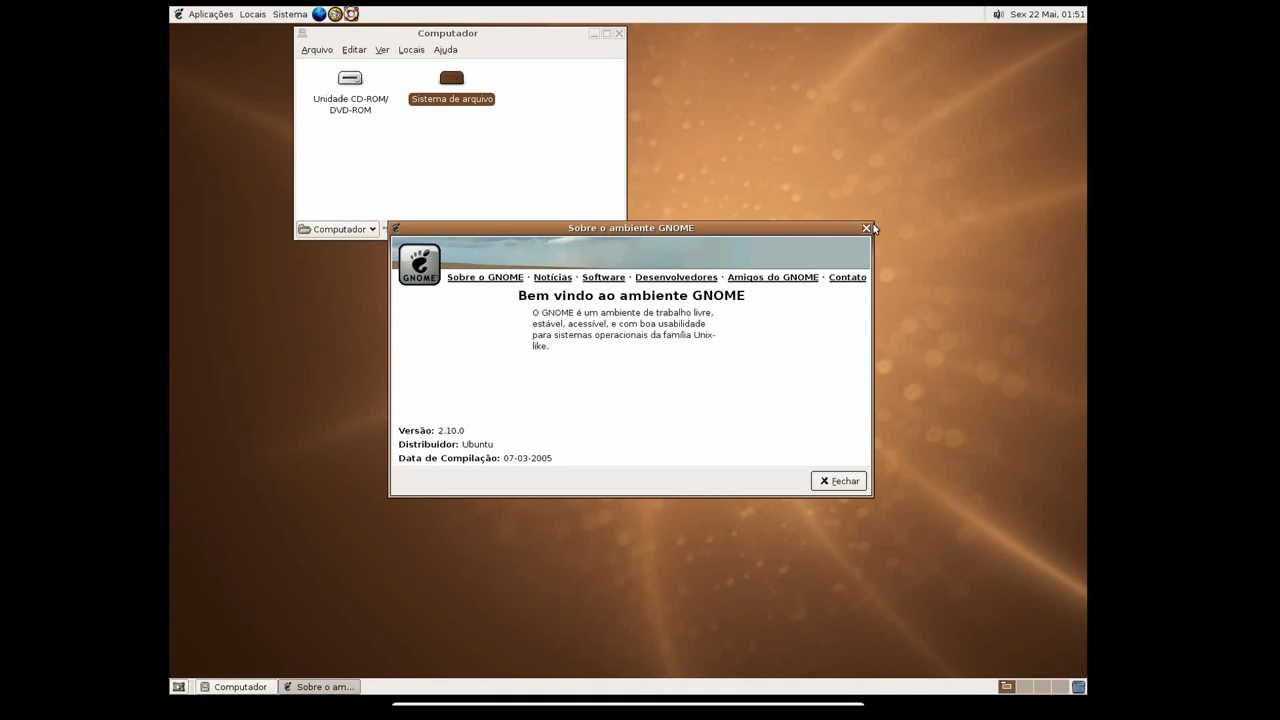 Aplicações Locais Sistema
Sex 22 Mai, 01:51
Computador
Arquivo Editar Ver Locais Ajuda
Unidade CD-ROM/
DVD-ROM
Sistema de arquivo
Computador
Sobre o ambiente GNOME
GNOME
Sobre o GNOME · Notícias · Software · Desenvolvedores · Amigos do GNOME · Contato
Bem vindo ao ambiente GNOME
O GNOME é um ambiente de trabalho livre,
estável, acessível, e com boa usabilidade
para sistemas operacionais da família Unix-
like.
Versão: 2.10.0
Distribuidor: Ubuntu
Data de Compilação: 07-03-2005
Fechar
Computador
Sobre o am...